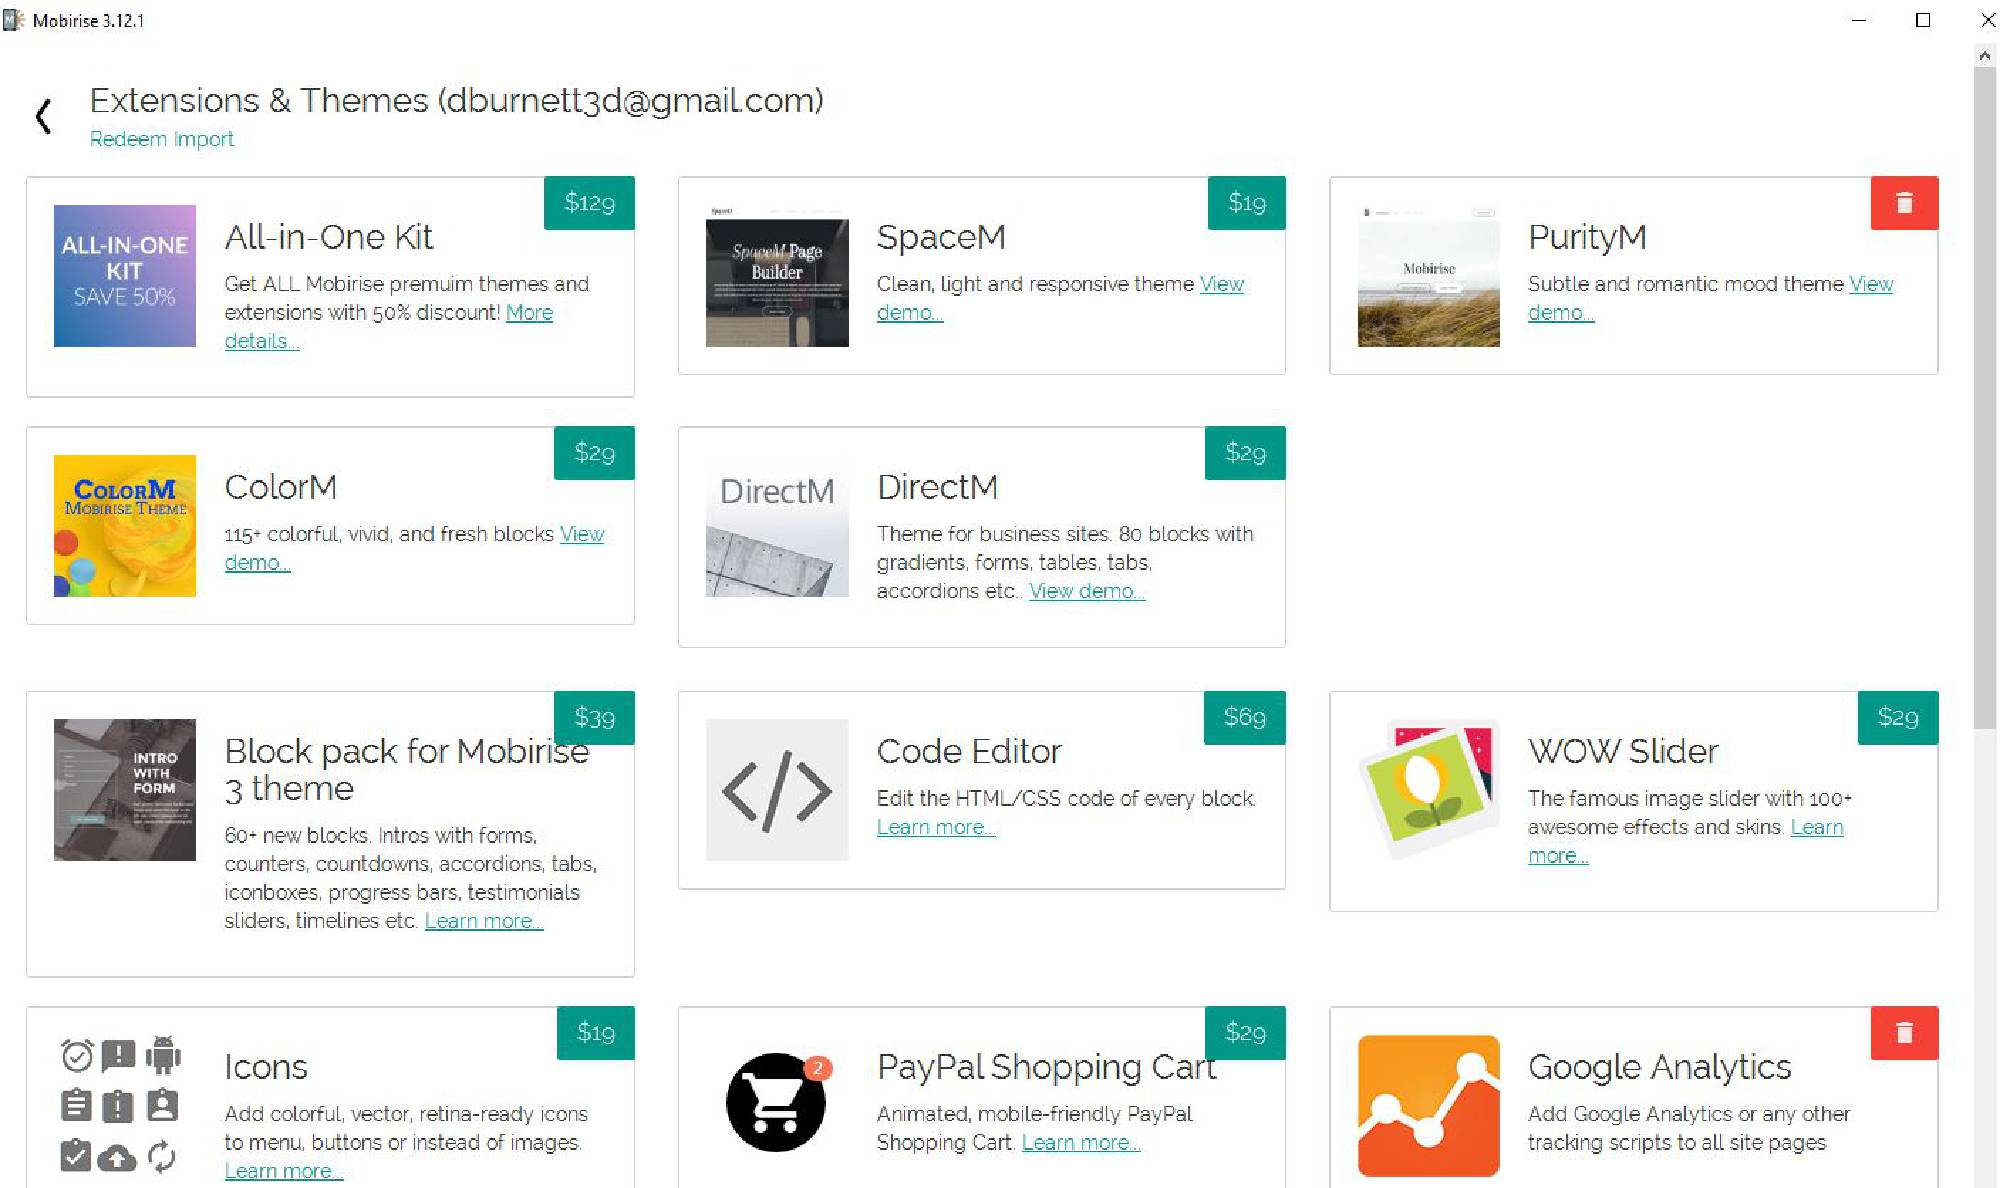 Mobirise 3.12.1
Extensions & Themes (dburnett3d@gmail.com)
Redeem Import
$129
ALL-IN-ONE
KIT
SAVE 50%
All-in-One Kit
Get ALL Mobirise premuim themes and
extensions with 50% discount! More
details...
$19
SpaceM
SpaceM Page
Builder
SpaceM
Clean, light and responsive theme View
demo...
Mobirise
PurityM
Subtle and romantic mood theme View
demo...
$29
COLORM
MOBIRISE THEME
ColorM
115+ colorful, vivid, and fresh blocks View
demo...
$29
DirectM
DirectM
Theme for business sites. 80 blocks with
gradients, forms, tables, tabs,
accordions etc.. View demo...
$39
INTRO
WITH
FORM
Block pack for Mobirise
3 theme
60+ new blocks. Intros with forms,
counters, countdowns, accordions, tabs,
iconboxes, progress bars, testimonials
sliders, timelines etc. Learn more...
$69
Code Editor
Edit the HTML/CSS code of every block.
Learn more...
$29
WOW Slider
The famous image slider with 100+
awesome effects and skins. Learn
more...
$19
Icons
Add colorful, vector, retina-ready icons
to menu, buttons or instead of images.
Learn more...
$29
2
PayPal Shopping Cart
Animated, mobile-friendly PayPal
Shopping Cart. Learn more...
Google Analytics
Add Google Analytics or any other
tracking scripts to all site pages